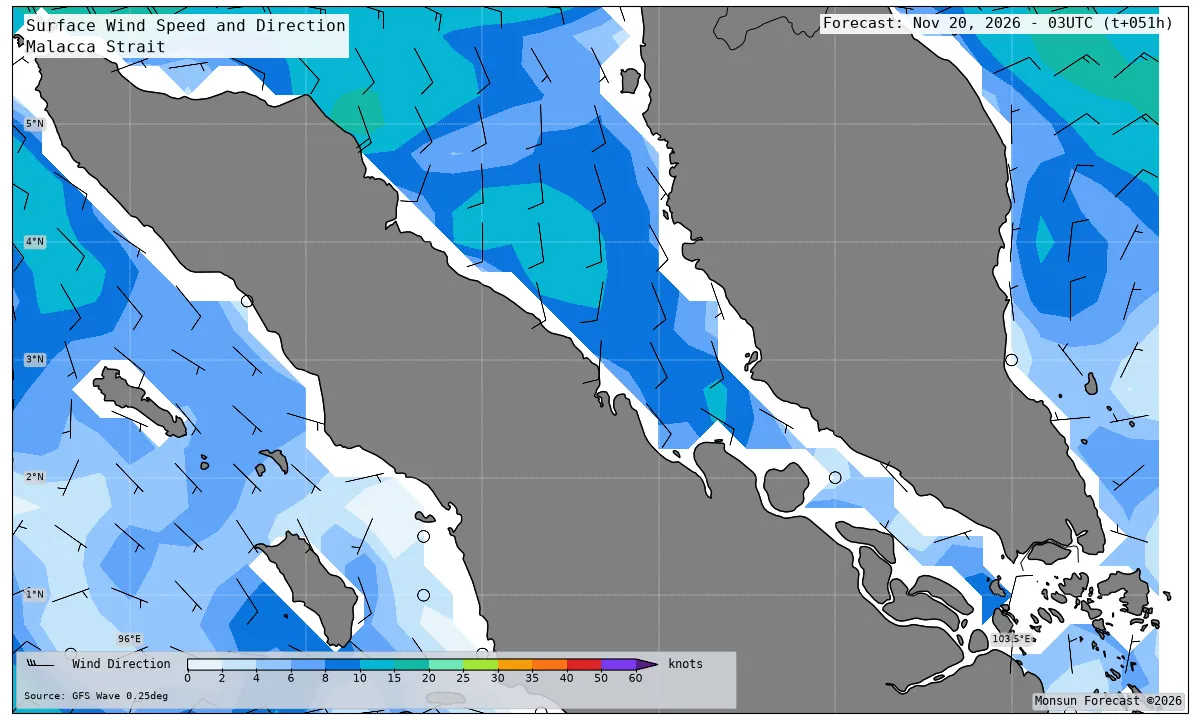 Surface Wind Speed and Direction
Malacca Strait
Forecast: Nov 20, 2026 - 03UTC (t+051h)
5°N
4°N
3°N
2°N
1°N
96°E
103.5°E
Wind Direction
knots
0 2 4 6 8 10 15 20 25 30 35 40 50 60
Source: GFS Wave 0.25deg
Monsun Forecast ©2026